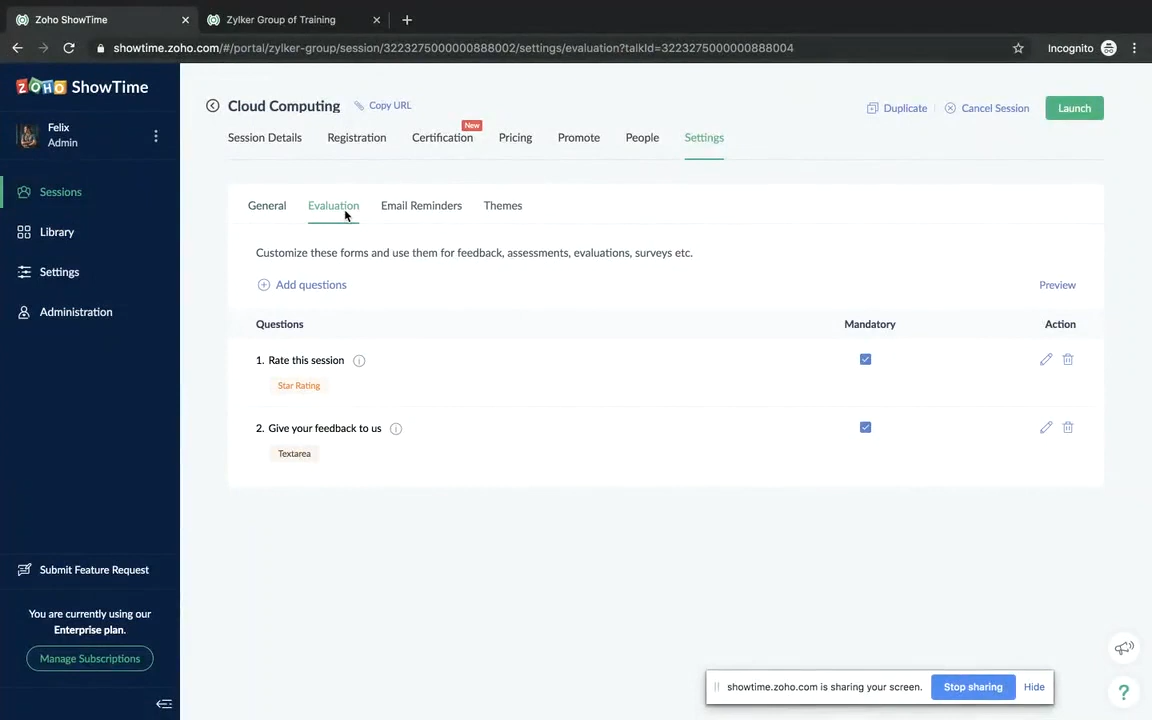 Zoho ShowTime
Zylker Group of Training
showtime.zoho.com/#/portal/zylker-group/session/3223275000000888002/settings/evaluation?talkId=3223275000000888004
Incognito
ZOHO ShowTime
Felix
Admin
Sessions
Library
Settings
Administration
Submit Feature Request
You are currently using our
Enterprise plan.
Manage Subscriptions
Cloud Computing
Copy URL
Duplicate
Cancel Session
Launch
Session Details
Registration
Certification
New
Pricing
Promote
People
Settings
General
Evaluation
Email Reminders
Themes
Customize these forms and use them for feedback, assessments, evaluations, surveys etc.
Add questions
Preview
Questions
Mandatory
Action
1. Rate this session
Star Rating
2. Give your feedback to us
Textarea
showtime.zoho.com is sharing your screen.
Stop sharing
Hide
?